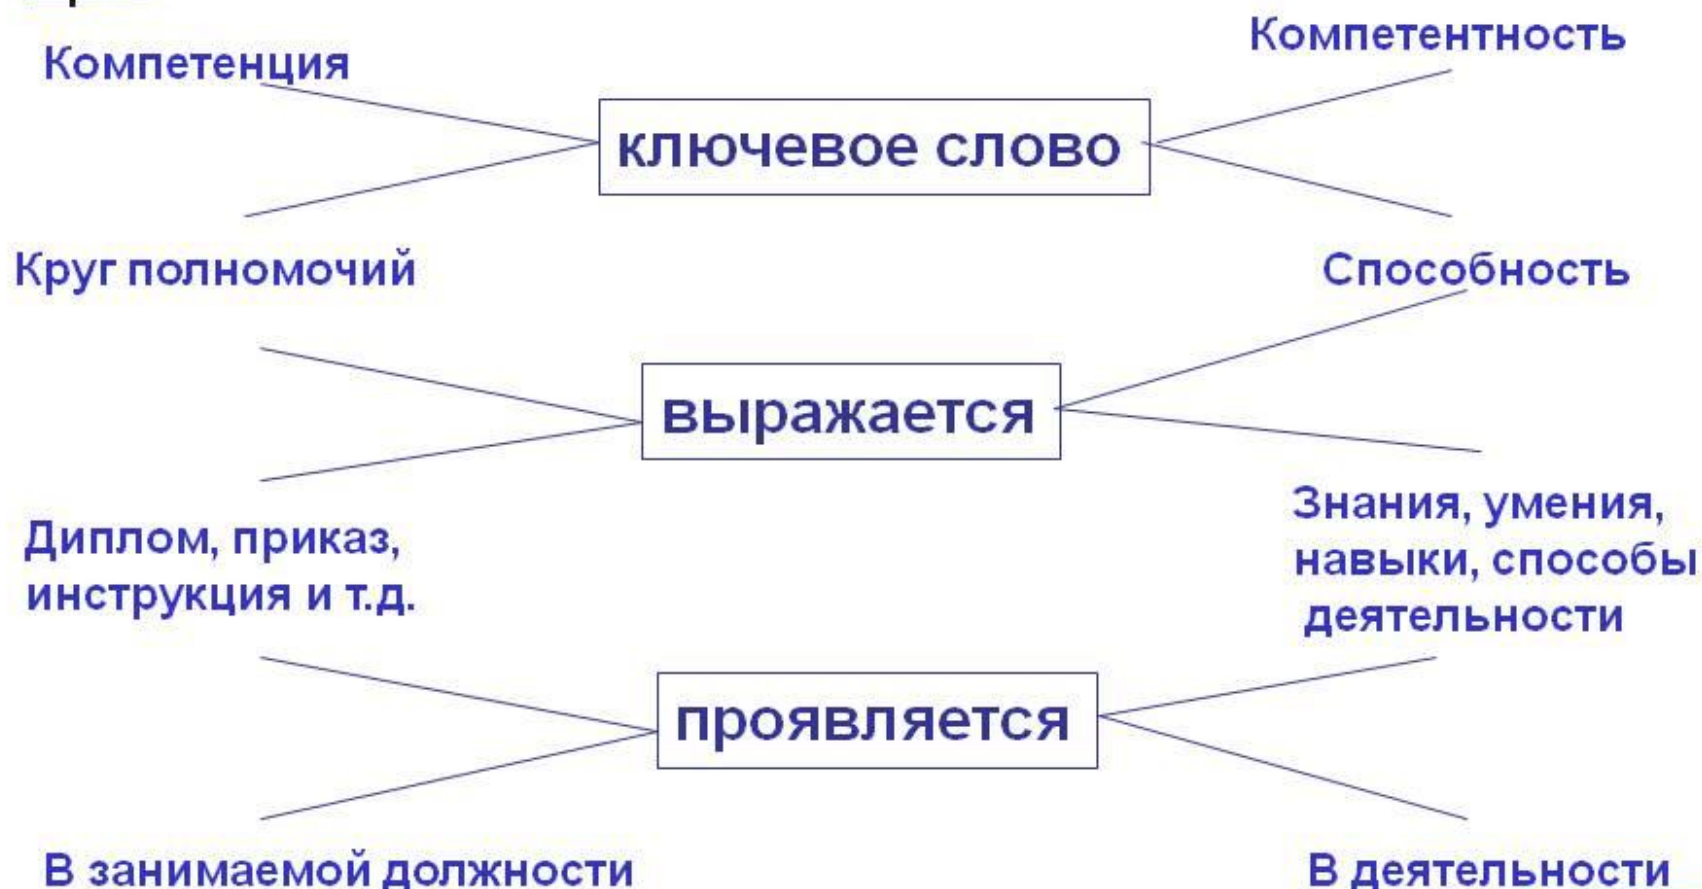 Компетенция
Компетентность
ключевое слово
Круг полномочий
Способность
выражается
Диплом, приказ,
инструкция и т.д.
Знания, умения,
навыки, способы
деятельности
проявляется
В занимаемой должности
В деятельности